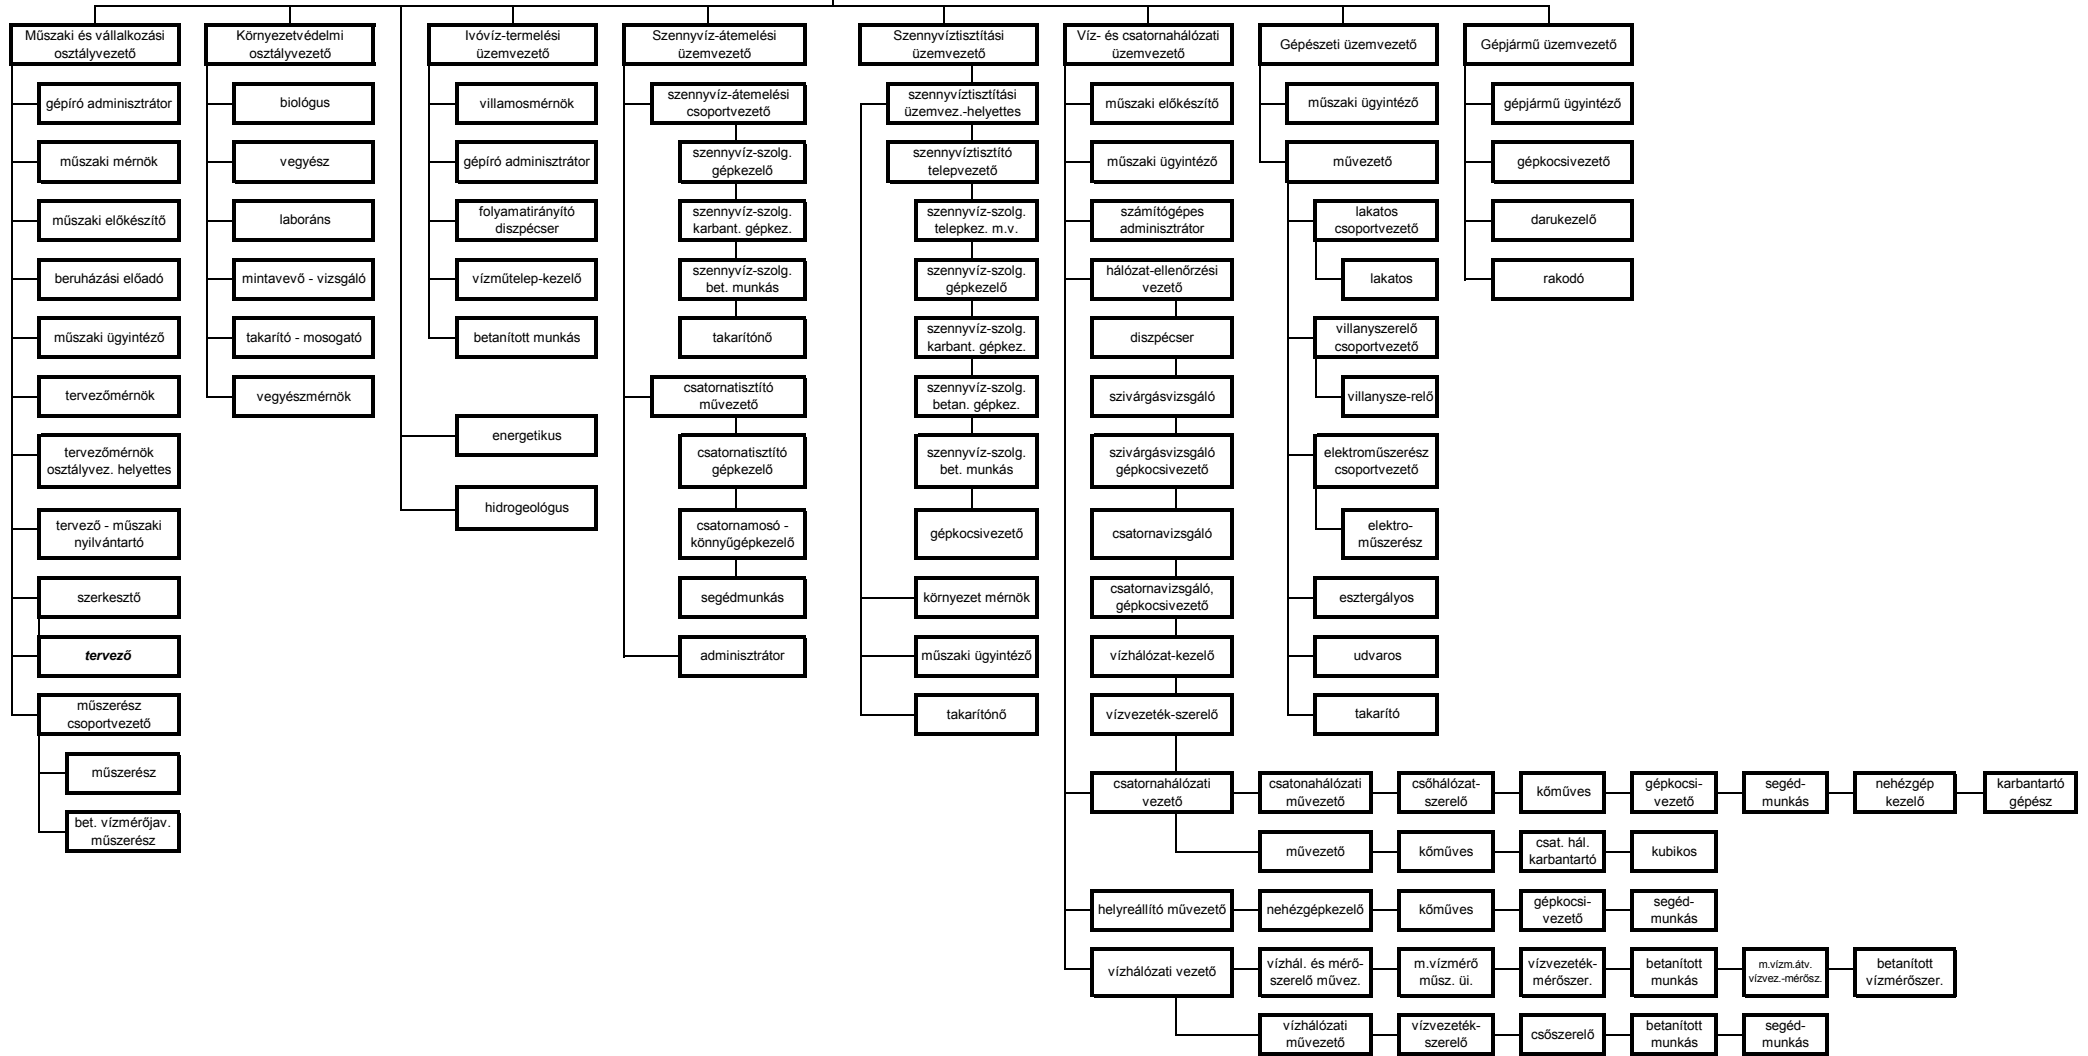 Műszaki és vállalkozási
osztályvezető
gépíró adminisztrátor
műszaki mérnök
műszaki előkészítő
beruházási előadó
műszaki ügyintéző
tervezőmérnök
tervezőmérnök
osztályvez. helyettes
tervező - műszaki
nyilvántartó
szerkesztő
tervező
műszerész
csoportvezető
műszerész
bet. vízmérőjav.
műszerész
Környezetvédelmi
osztályvezető
biológus
vegyész
laboráns
mintavevő - vizsgáló
takarító - mosogató
vegyészmérnök
Ivóvíz-termelési
üzemvezető
villamosmérnök
gépíró adminisztrátor
folyamatirányító
diszpécser
vízműtelep-kezelő
betanított munkás
energetikus
hidrogeológus
Szennyvíz-átemelési
üzemvezető
szennyvíz-átemelési
csoportvezető
szennyvíz-szolg.
gépkezelő
szennyvíz-szolg.
karbant. gépkez.
szennyvíz-szolg.
bet. munkás
takarítónő
csatornatisztító
művezető
csatornatisztító
gépkezelő
csatornamosó -
könnyűgépkezelő
segédmunkás
adminisztrátor
Szennyvíztisztítási
üzemvezető
szennyvíztisztítási
üzemvez.-helyettes
szennyvíztisztító
telepvezető
szennyvíz-szolg.
telepkez. m.v.
szennyvíz-szolg.
gépkezelő
szennyvíz-szolg.
karbant. gépkez.
szennyvíz-szolg.
betan. gépkez.
szennyvíz-szolg.
bet. munkás
gépkocsivezető
környezet mérnök
műszaki ügyintéző
takarítónő
Víz- és csatornahálózati
üzemvezető
műszaki előkészítő
műszaki ügyintéző
számítógépes
adminisztrátor
hálózat-ellenőrzési
vezető
diszpécser
szivárgásvizsgáló
szivárgásvizsgáló
gépkocsivezető
csatornavizsgáló
csatornavizsgáló,
gépkocsivezető
vízhálózat-kezelő
vízvezeték-szerelő
Gépészeti üzemvezető
műszaki ügyintéző
művezető
lakatos
csoportvezető
lakatos
villanyszerelő
csoportvezető
villanysze-relő
elektroműszerész
csoportvezető
elektro-
műszerész
esztergályos
udvaros
takarító
Gépjármű üzemvezető
gépjármű ügyintéző
gépkocsivezető
darukezelő
rakodó
csatornahálózati
vezető
csatonahálózati
művezető
csőhálózat-
szerelő
kőműves
gépkocsi-
vezető
segéd-
munkás
nehézgép
kezelő
karbantartó
gépész
művezető
kőműves
csat. hál.
karbantartó
kubikos
helyreállító művezető
nehézgépkezelő
kőműves
gépkocsi-
vezető
segéd-
munkás
vízhálózati vezető
vízhál. és mérő-
szerelő művez.
m.vízmérő
műsz. üi.
vízvezeték-
mérőszer.
betanított
munkás
m.vízm.átv.
vízvez.-mérősz.
betanított
vízmérőszer.
vízhálózati
művezető
vízvezeték-
szerelő
csőszerelő
betanított
munkás
segéd-
munkás